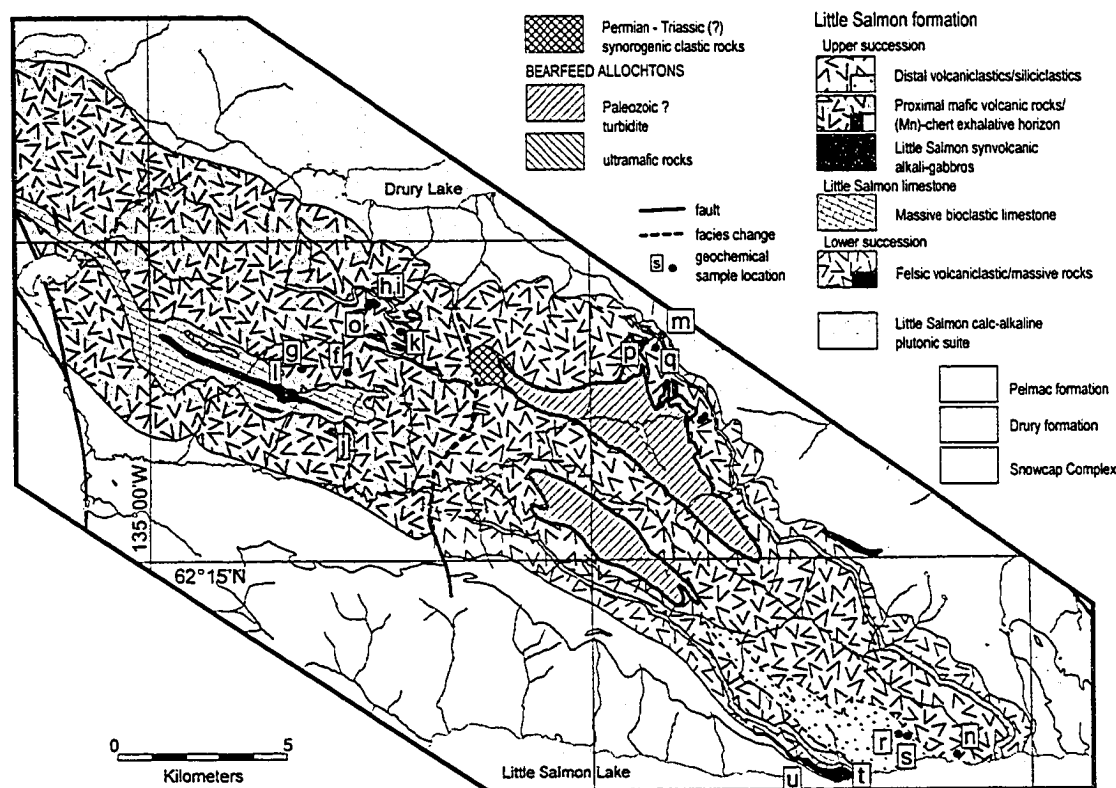 Permian - Triassic (?)
synorogenic clastic rocks
BEARFEED ALLOCHTONS
Paleozoic ?
turbidite
ultramafic rocks
fault
facies change
s
geochemical
sample location
Little Salmon formation
Upper succession
Distal volcaniclastics/siliciclastics
Proximal mafic volcanic rocks/
(Mn)-chert exhalative horizon
Little Salmon synvolcanic
alkali-gabbros
Little Salmon limestone
Massive bioclastic limestone
Lower succession
Felsic volcaniclastic/massive rocks
Little Salmon calc-alkaline
plutonic suite
Pelmac formation
Drury formation
Snowcap Complex
Drury Lake
h,i
o
k
g
f
l
j
m
p
q
135°00'W
62°15'N
r
s
n
u
t
0
5
Kilometers
Little Salmon Lake